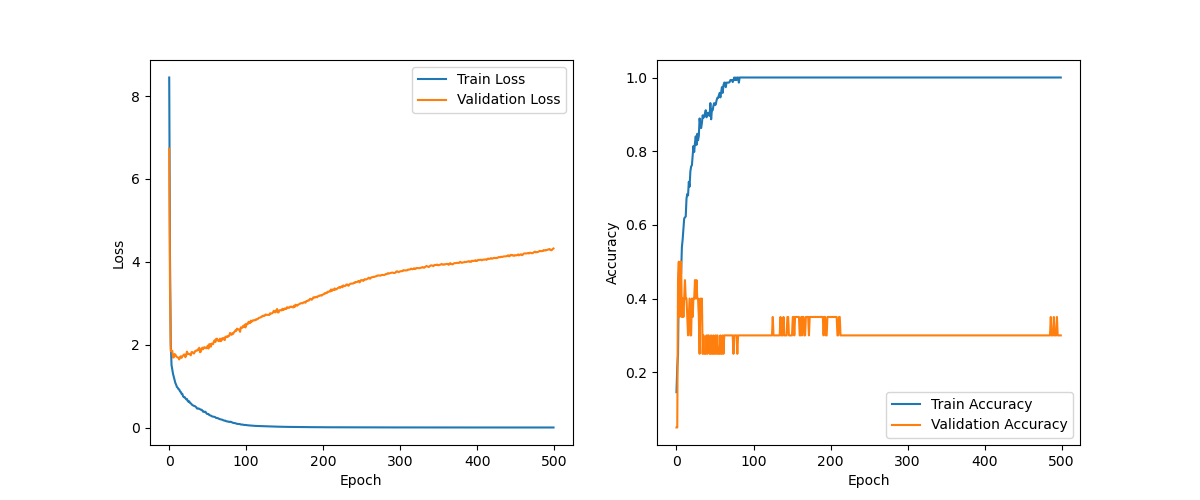 Train Loss
Validation Loss
8
6
4
2
0
Loss
0 100 200 300 400 500
Epoch
1.0
0.8
0.6
0.4
0.2
Accuracy
Train Accuracy
Validation Accuracy
0 100 200 300 400 500
Epoch